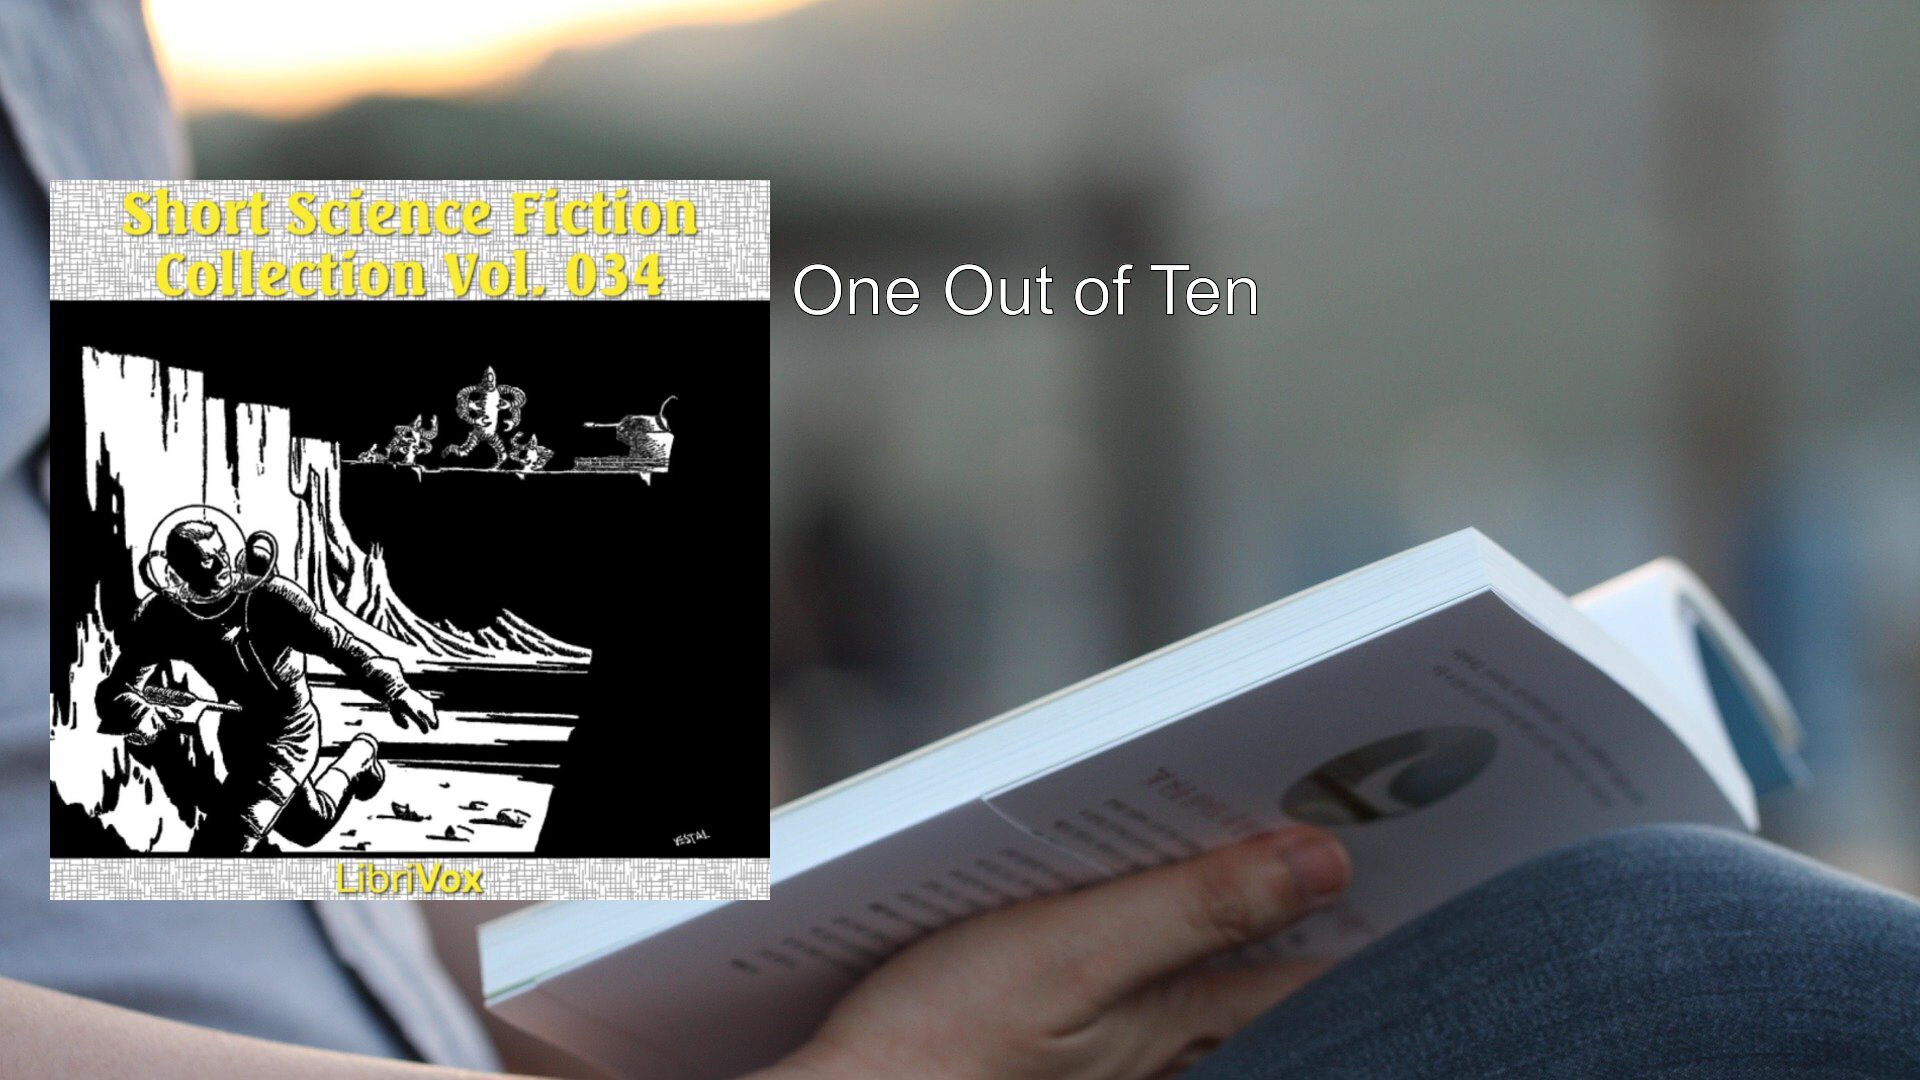 Short Science Fiction
Collection Vol. 034
One Out of Ten
VESTAL
LibriVox